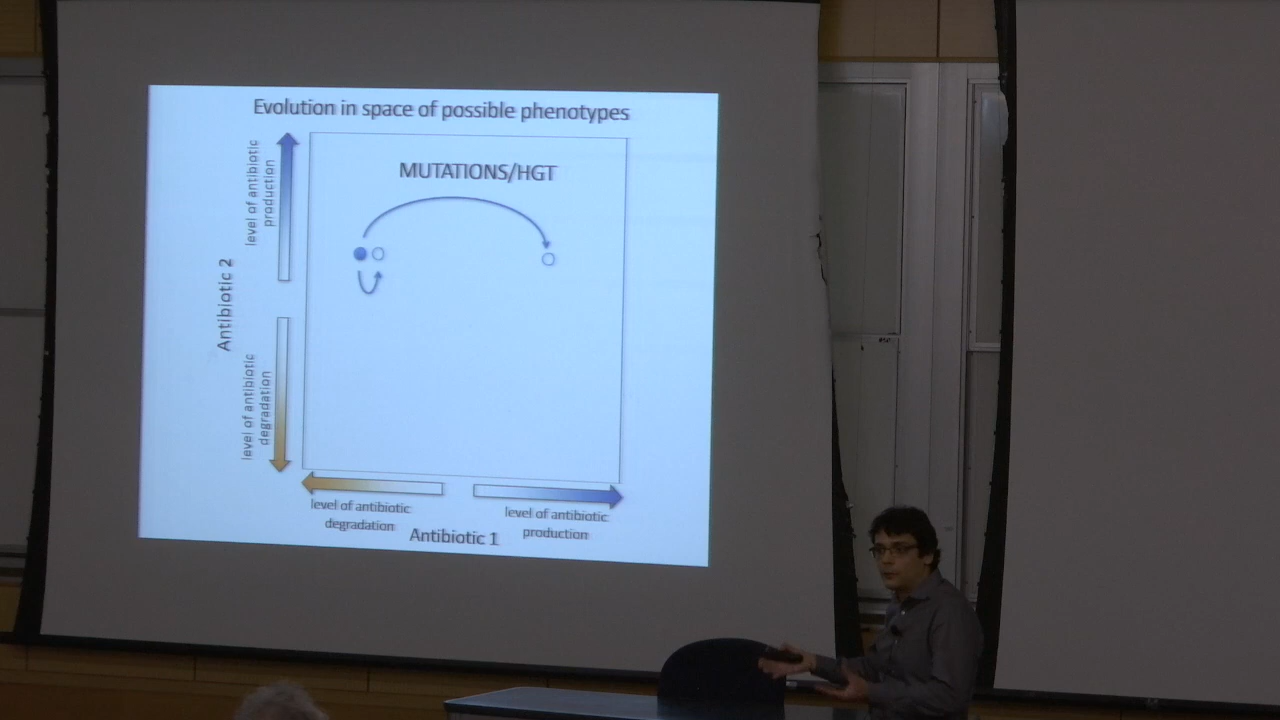 Evolution in space of possible phenotypes
MUTATIONS/HGT
level of antibiotic
production
Antibiotic 2
level of antibiotic
degradation
level of antibiotic
degradation
Antibiotic 1
level of antibiotic
production